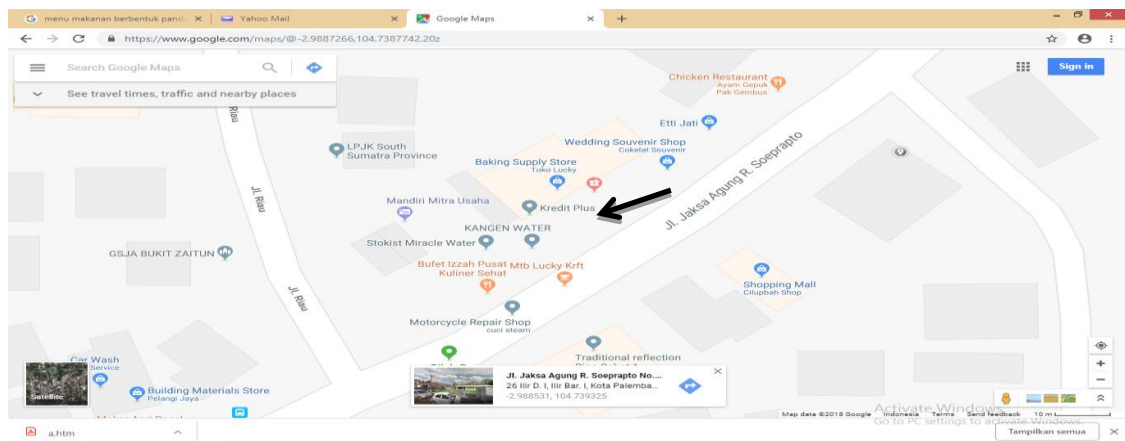 menu makanan berbentuk pand
Yahoo Mail
Google Maps
https://www.google.com/maps/@-2.9887266,104.7387742,20z
Search Google Maps
Sign in
See travel times, traffic and nearby places
Riau
Chicken Restaurant
Ayam Gepuk
Pak Gembus
Etti Jati
LPJK South
Sumatra Province
Wedding Souvenir Shop
Cokelat Souvenir
Baking Supply Store
Toko Lucky
Jl. Jaksa Agung R. Soeprapto
Jl. Riau
Mandiri Mitra Usaha
Kredit Plus
Jl. Jaksa Agung R. Soeprapto
KANGEN WATER
Stokist Miracle Water
GSJA BUKIT ZAITUN
Bufet Izzah Pusat
Kuliner Sehat
Mtb Lucky Krft
Shopping Mall
Cilupbah Shop
Jl. Riau
Motorcycle Repair Shop
cuci steam
Traditional reflection
Car Wash
Service
Building Materials Store
Pelangi Jaya
Satellite
Jl. Jaksa Agung R. Soeprapto No....
26 Ilir D. I, Ilir Bar. I, Kota Palemba...
-2.988531, 104.739325
Map data ©2018 Google Indonesia Terms Send feedback 10 m
Activate Windows
Go to PC settings to activate Windows.
a.htm
Tampilkan semua